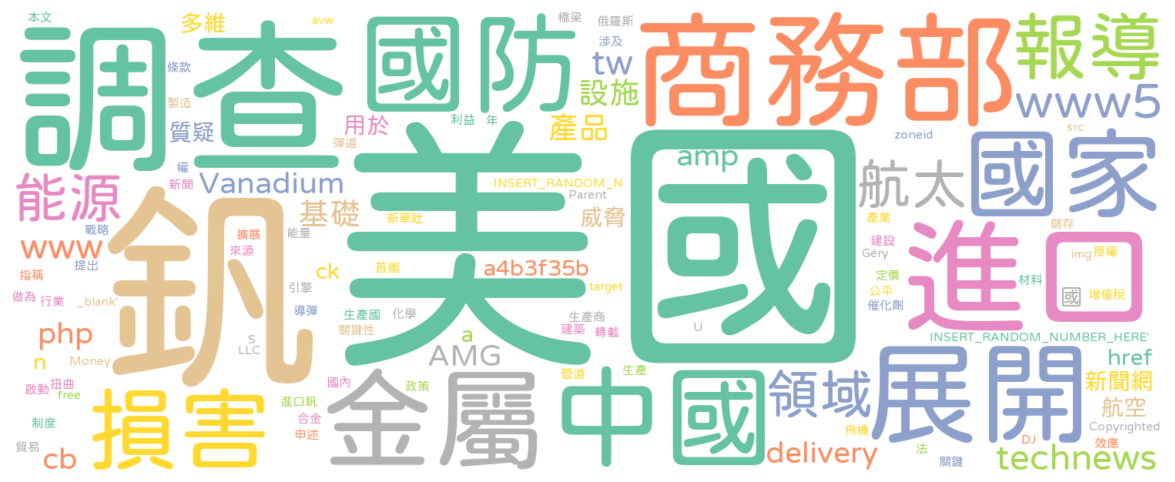 本文
多維
avw
條款
製造
質疑
權
新聞
調查
國防
橋梁
俄羅斯
涉及
tw
設施
用於
利益
年
產品
彈道
商務部
報導
www5
zoneid
src
amp
國家
航太
能源
Vanadium
INSERT_RANDOM_N
Parent
基礎
新華社
威脅
產業
儲存
戰略
www
提出
指稱
釩
擴展
來源
能量
美國
建設
Géry
img
授權
進口
首圖
a4b3f35b
ck
target
定價
公平
催化劑
材料
國
增值稅
做為
行業
_blank'
引擎
導彈
生產國
化學
關鍵性
生產商
建築
轉載
php
S
LLC
a
U
INSERT_RANDOM_NUMBER_HERE'
n
Money
AMG
href
啟動
扭曲
free
國內
政策
管道
生產
新聞網
損害
進口釩
合金
申述
金屬
中國
領域
展開
航空
制度
Copyrighted
貿易
飛機
DJ
效應
cb
delivery
法
關鍵
technews